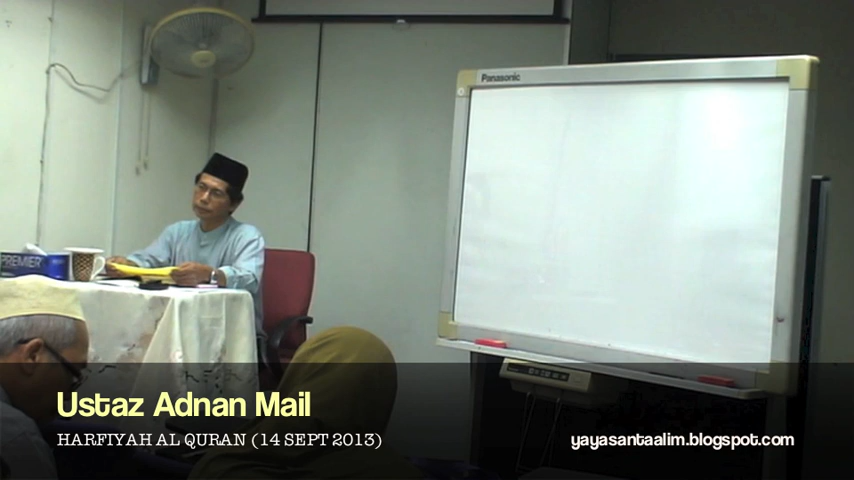 Panasonic
PREMIER
Ustaz Adnan Mail
HARFIYAH AL QURAN (14 SEPT 2013)
yayasantaalim.blogspot.com